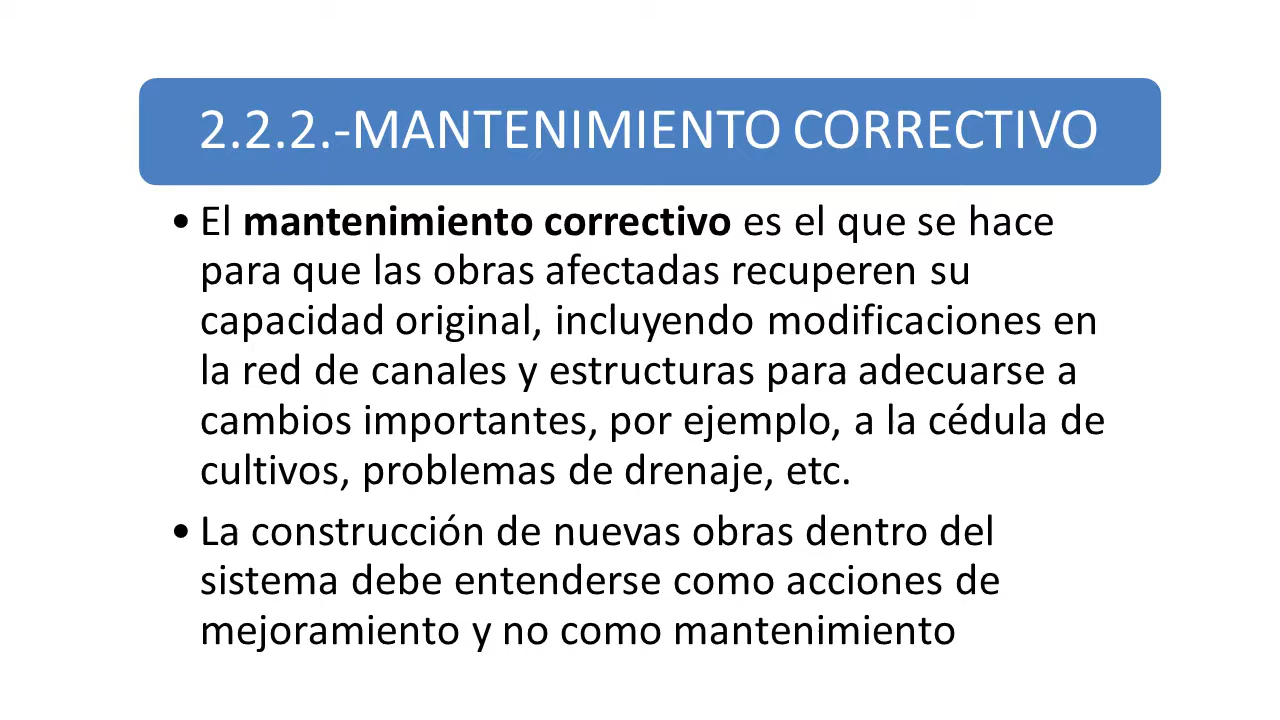 2.2.2.-MANTENIMIENTO CORRECTIVO
• El mantenimiento correctivo es el que se hace
para que las obras afectadas recuperen su
capacidad original, incluyendo modificaciones en
la red de canales y estructuras para adecuarse a
cambios importantes, por ejemplo, a la cédula de
cultivos, problemas de drenaje, etc.
• La construcción de nuevas obras dentro del
sistema debe entenderse como acciones de
mejoramiento y no como mantenimiento